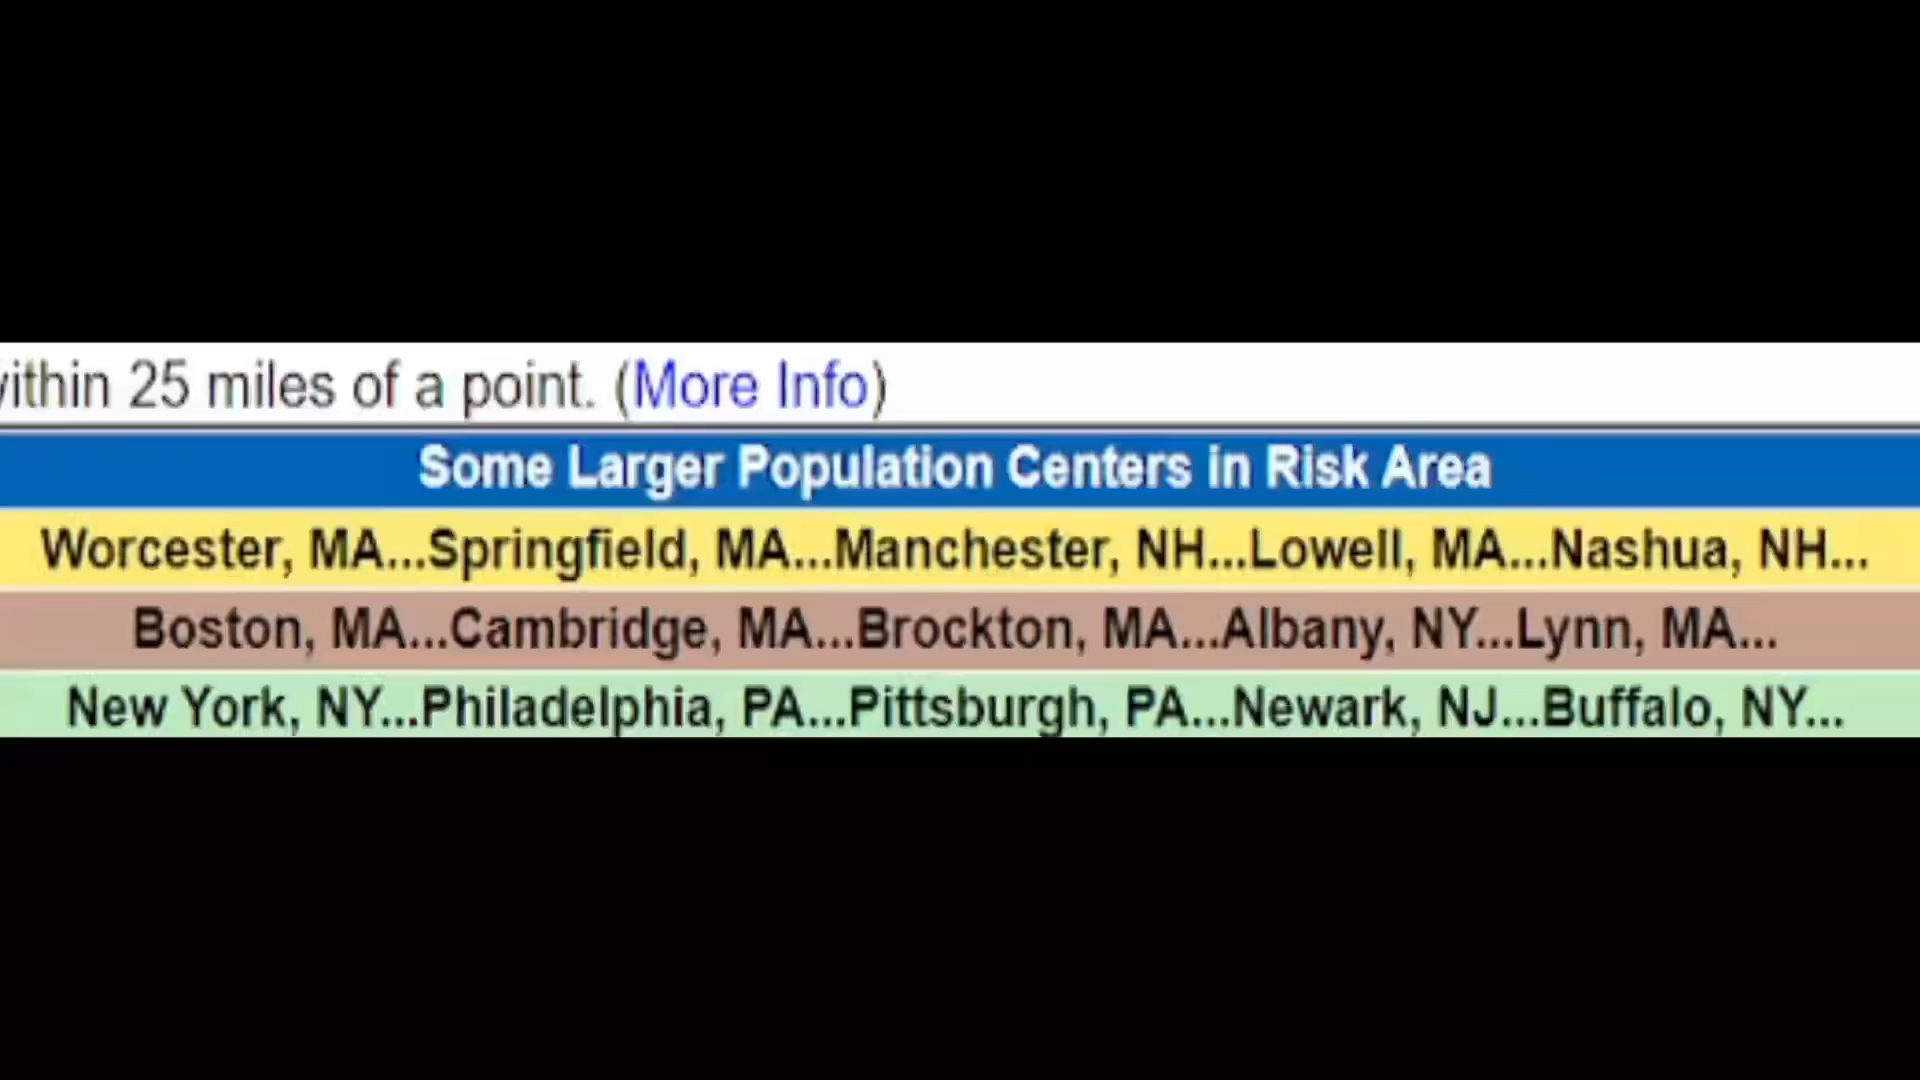 within 25 miles of a point. (More Info)
Some Larger Population Centers in Risk Area
Worcester, MA...Springfield, MA...Manchester, NH...Lowell, MA...Nashua, NH...
Boston, MA...Cambridge, MA...Brockton, MA...Albany, NY...Lynn, MA...
New York, NY...Philadelphia, PA...Pittsburgh, PA...Newark, NJ...Buffalo, NY...